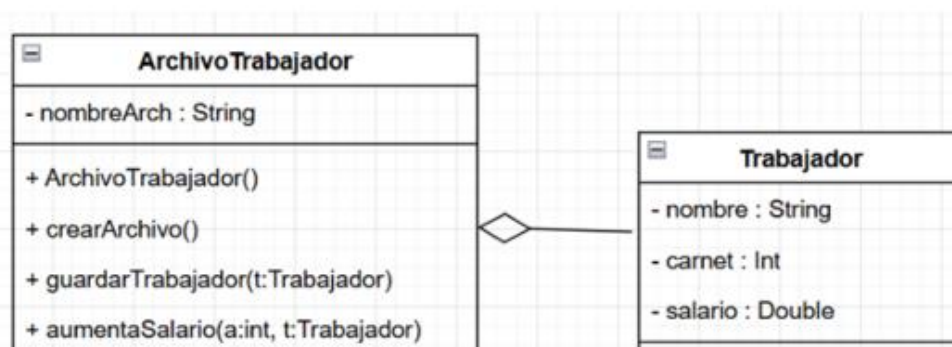 ArchivoTrabajador
- nombreArch : String
+ ArchivoTrabajador()
+ crearArchivo()
+ guardarTrabajador(t:Trabajador)
+ aumentaSalario(a:int, t:Trabajador)
Trabajador
- nombre : String
- carnet : Int
- salario : Double